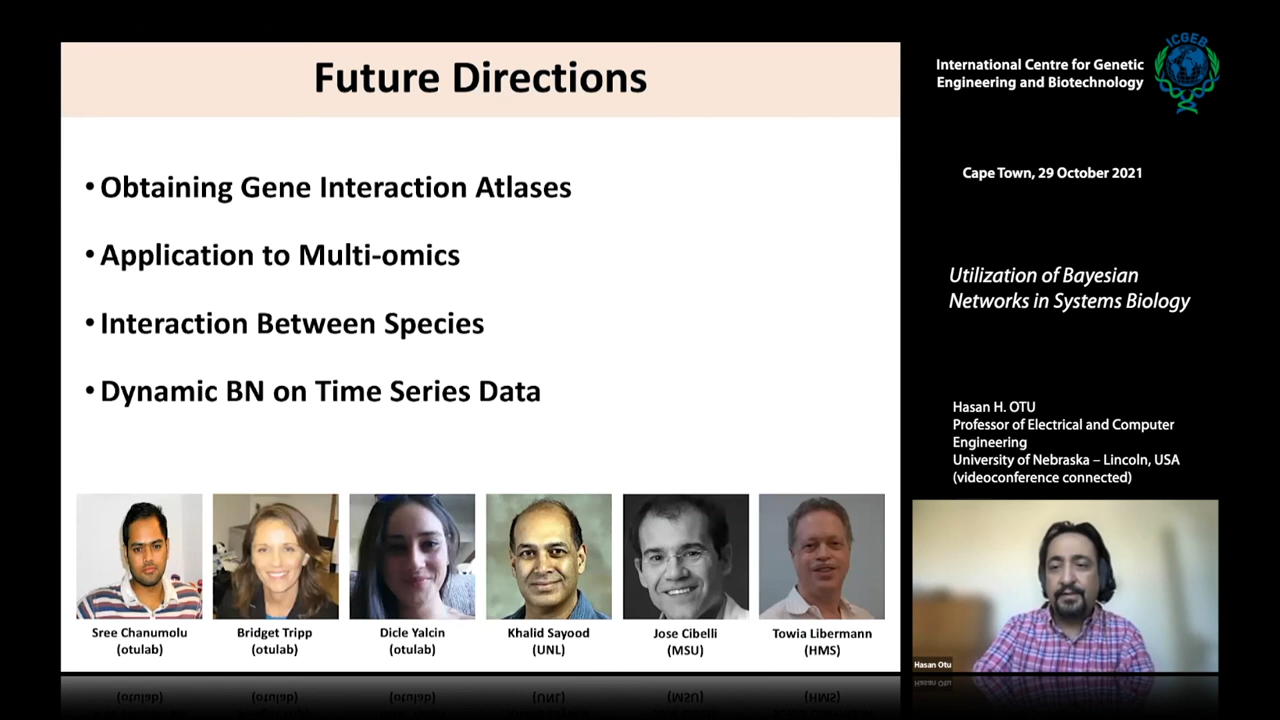 Future Directions
• Obtaining Gene Interaction Atlases
• Application to Multi-omics
• Interaction Between Species
• Dynamic BN on Time Series Data
Sree Chanumolu
(otulab)
Bridget Tripp
(otulab)
Dicle Yalcin
(otulab)
Khalid Sayood
(UNL)
Jose Cibelli
(MSU)
Towia Libermann
(HMS)
International Centre for Genetic
Engineering and Biotechnology
ICGEB
Cape Town, 29 October 2021
Utilization of Bayesian
Networks in Systems Biology
Hasan H. OTU
Professor of Electrical and Computer
Engineering
University of Nebraska – Lincoln, USA
(videoconference connected)
Hasan Otu